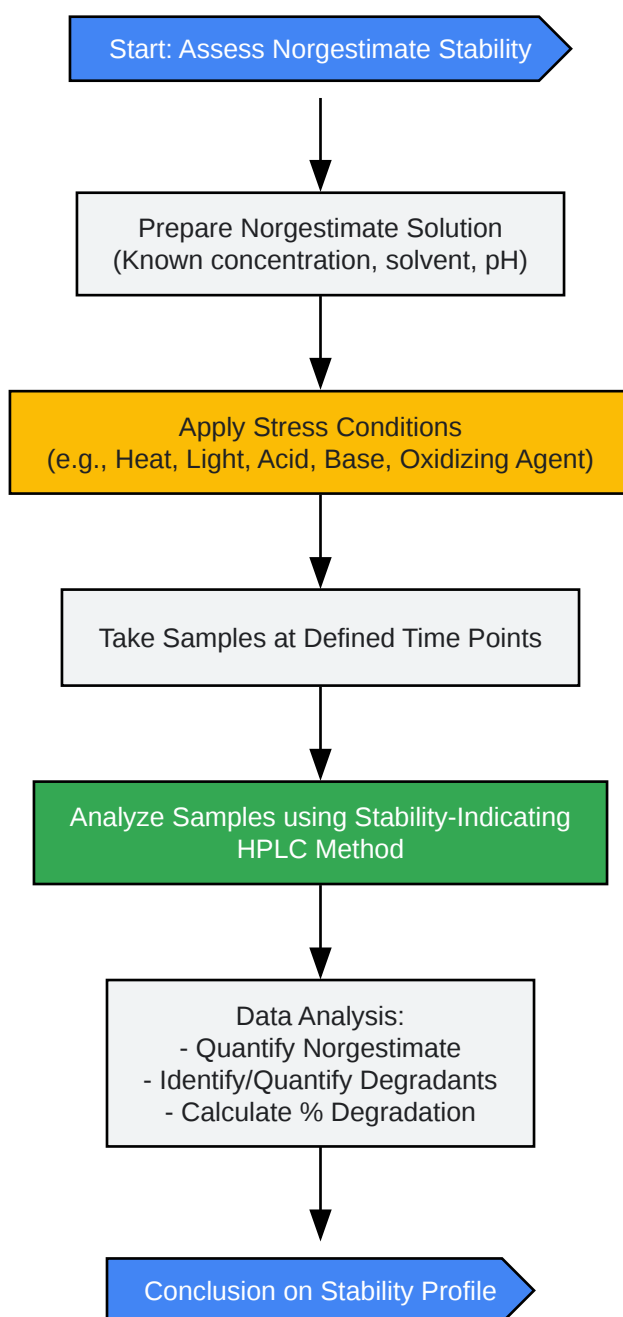 Start: Assess Norgestimate Stability
Prepare Norgestimate Solution
(Known concentration, solvent, pH)
Apply Stress Conditions
(e.g., Heat, Light, Acid, Base, Oxidizing Agent)
Take Samples at Defined Time Points
Analyze Samples using Stability-Indicating
HPLC Method
Data Analysis:
- Quantify Norgestimate
- Identify/Quantify Degradants
- Calculate % Degradation
Conclusion on Stability Profile